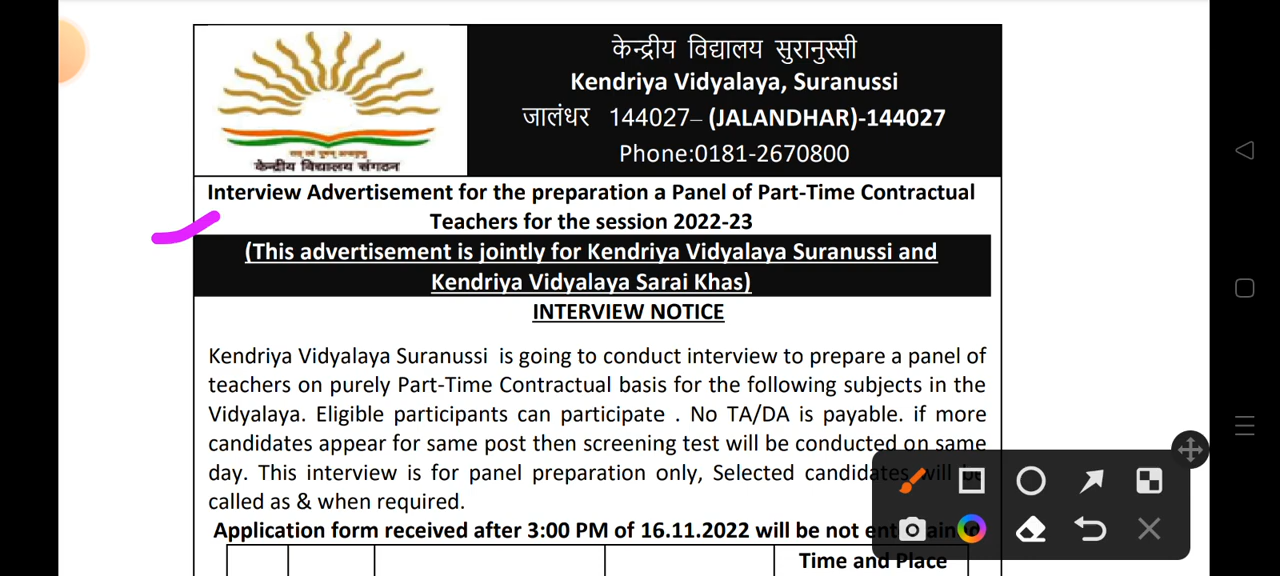 केन्द्रीय विद्यालय सुरानुस्सी
Kendriya Vidyalaya, Suranussi
जालंधर 144027– (JALANDHAR)-144027
Phone:0181-2670800
केन्द्रीय विद्यालय संगठन
Interview Advertisement for the preparation a Panel of Part-Time Contractual
Teachers for the session 2022-23
(This advertisement is jointly for Kendriya Vidyalaya Suranussi and
Kendriya Vidyalaya Sarai Khas)
INTERVIEW NOTICE
Kendriya Vidyalaya Suranussi is going to conduct interview to prepare a panel of
teachers on purely Part-Time Contractual basis for the following subjects in the
Vidyalaya. Eligible participants can participate . No TA/DA is payable. if more
candidates appear for same post then screening test will be conducted on same
day. This interview is for panel preparation only, Selected candidates will be
called as & when required.
Application form received after 3:00 PM of 16.11.2022 will be not
Time and Place